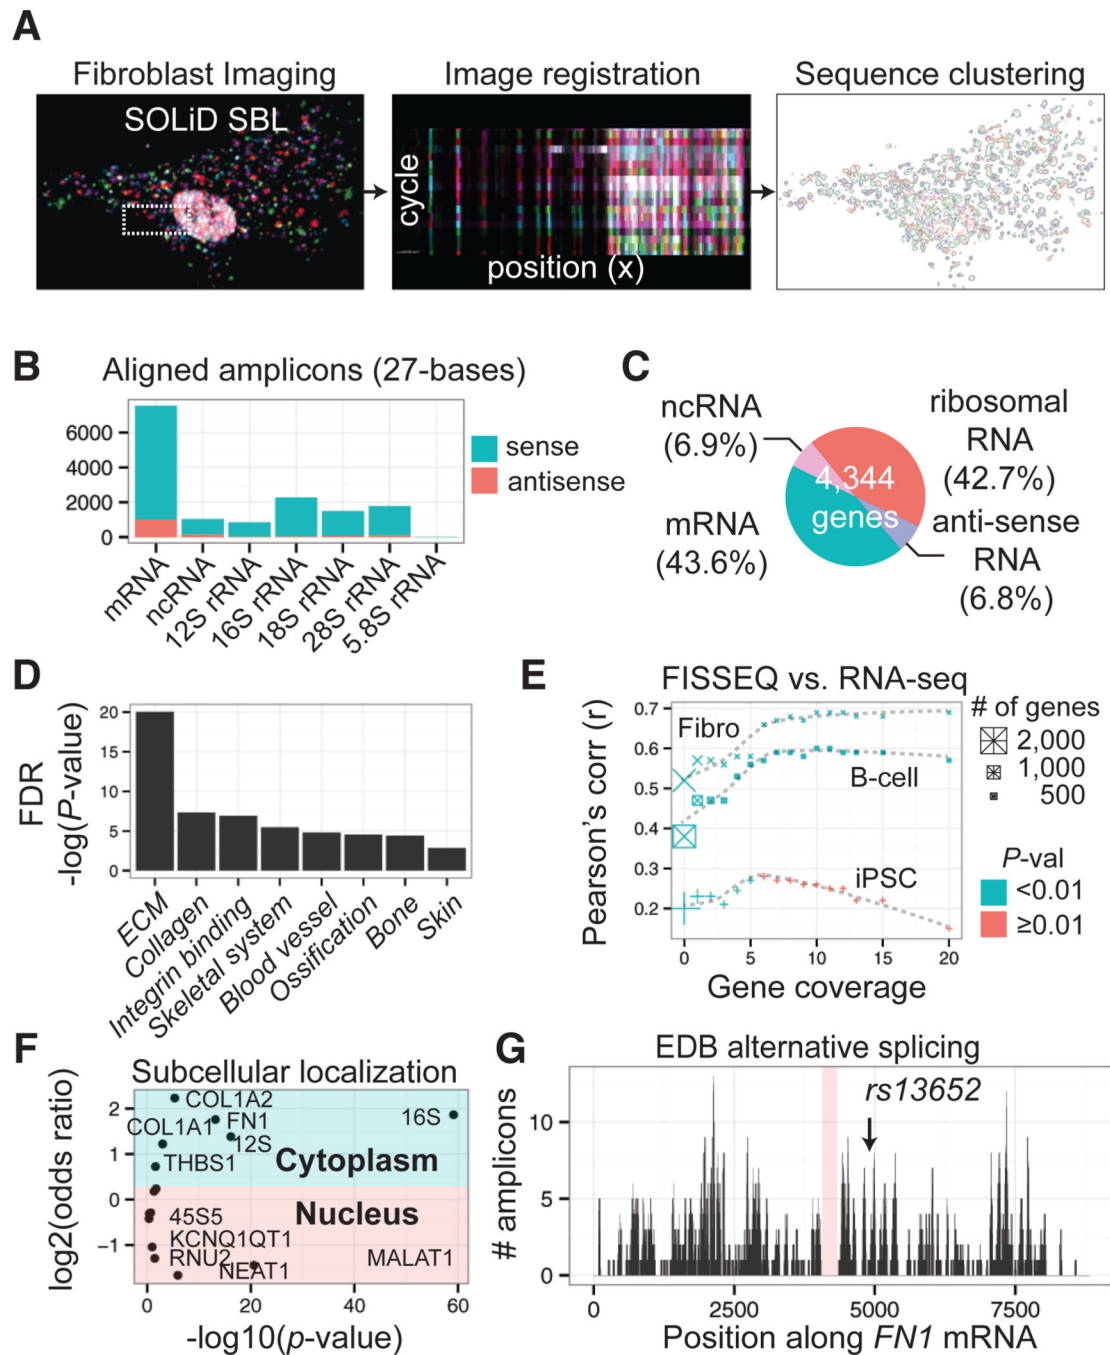 A
Fibroblast Imaging
Image registration
Sequence clustering
SOLiD SBL
cycle
position (x)
B
Aligned amplicons (27-bases)
6000
4000
2000
0
sense
antisense
mRNA
ncRNA
12S rRNA
16S rRNA
18S rRNA
28S rRNA
5.8S rRNA
C
ncRNA
(6.9%)
ribosomal
RNA
(42.7%)
4,344
genes
mRNA
(43.6%)
anti-sense
RNA
(6.8%)
D
FDR
-log(P-value)
20
15
10
5
0
ECM
Collagen
Integrin binding
Skeletal system
Blood vessel
Ossification
Bone
Skin
E
FISSEQ vs. RNA-seq
Pearson's corr (r)
0.7
0.6
0.5
0.4
0.3
0.2
Fibro
B-cell
iPSC
0
5
10
15
20
Gene coverage
# of genes
2,000
1,000
500
P-val
<0.01
≥0.01
F
Subcellular localization
log2(odds ratio)
2
1
0
−1
COL1A2
COL1A1
FN1
16S
12S
THBS1
Cytoplasm
Nucleus
45S5
KCNQ1QT1
RNU2
MALAT1
NEAT1
0
20
40
60
-log10(p-value)
G
EDB alternative splicing
rs13652
# amplicons
10
5
0
0
2500
5000
7500
Position along FN1 mRNA